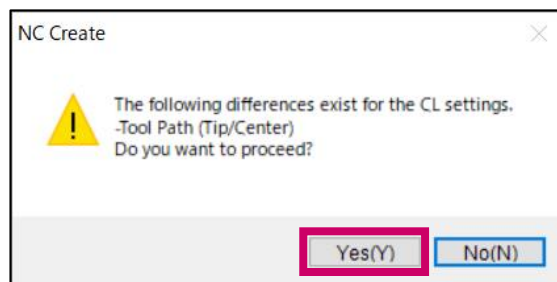 NC Create
The following differences exist for the CL settings.
-Tool Path (Tip/Center)
Do you want to proceed?
Yes(Y) No(N)